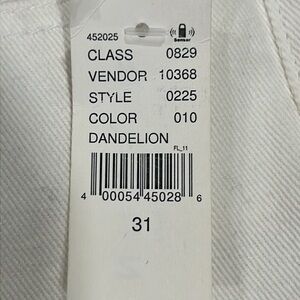 452025
Sensor
CLASS 0829
VENDOR 10368
STYLE 0225
COLOR 010
DANDELION
FL_11
4 00054 45028 6
31